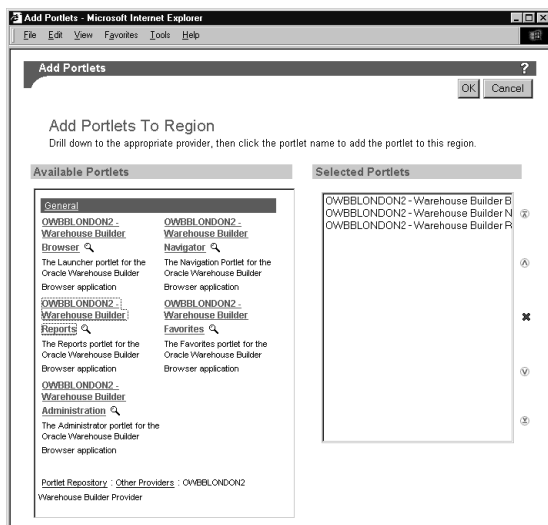 Add Portlets - Microsoft Internet Explorer
File Edit View Favorites Tools Help
Add Portlets
?
OK Cancel
Add Portlets To Region
Drill down to the appropriate provider, then click the portlet name to add the portlet to this region.
Available Portlets
General
OWBBLONDON2 -
Warehouse Builder
Browser
The Launcher portlet for the
Oracle Warehouse Builder
Browser application
OWBBLONDON2 -
Warehouse Builder
Navigator
The Navigation Portlet for the
Oracle Warehouse Builder
Browser application
OWBBLONDON2 -
Warehouse Builder
Reports
The Reports portlet for the
Oracle Warehouse Builder
Browser application
OWBBLONDON2 -
Warehouse Builder
Favorites
The Favorites portlet for the
Oracle Warehouse Builder
Browser application
OWBBLONDON2 -
Warehouse Builder
Administration
The Administrator portlet for the
Oracle Warehouse Builder
Browser application
Portlet Repository : Other Providers : OWBBLONDON2
Warehouse Builder Provider
Selected Portlets
OWBBLONDON2 - Warehouse Builder B
OWBBLONDON2 - Warehouse Builder N
OWBBLONDON2 - Warehouse Builder R